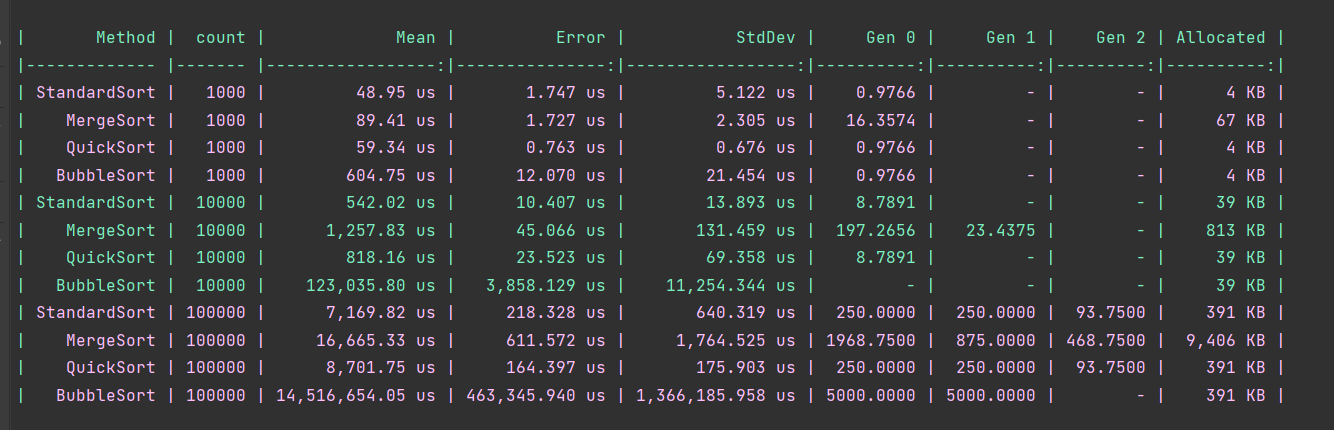 |       Method |  count |             Mean |          Error |           StdDev |     Gen 0 |     Gen 1 |    Gen 2 | Allocated |
|------------- |------- |-----------------:|---------------:|-----------------:|----------:|----------:|---------:|----------:|
| StandardSort |   1000 |         48.95 us |       1.747 us |         5.122 us |    0.9766 |         - |        - |      4 KB |
|    MergeSort |   1000 |         89.41 us |       1.727 us |         2.305 us |   16.3574 |         - |        - |     67 KB |
|    QuickSort |   1000 |         59.34 us |       0.763 us |         0.676 us |    0.9766 |         - |        - |      4 KB |
|   BubbleSort |   1000 |        604.75 us |      12.070 us |        21.454 us |    0.9766 |         - |        - |      4 KB |
| StandardSort |  10000 |        542.02 us |      10.407 us |        13.893 us |    8.7891 |         - |        - |     39 KB |
|    MergeSort |  10000 |      1,257.83 us |      45.066 us |       131.459 us |  197.2656 |   23.4375 |        - |    813 KB |
|    QuickSort |  10000 |        818.16 us |      23.523 us |        69.358 us |    8.7891 |         - |        - |     39 KB |
|   BubbleSort |  10000 |    123,035.80 us |   3,858.129 us |    11,254.344 us |         - |         - |        - |     39 KB |
| StandardSort | 100000 |      7,169.82 us |     218.328 us |       640.319 us |  250.0000 |  250.0000 |  93.7500 |    391 KB |
|    MergeSort | 100000 |     16,665.33 us |     611.572 us |     1,764.525 us | 1968.7500 |  875.0000 | 468.7500 |  9,406 KB |
|    QuickSort | 100000 |      8,701.75 us |     164.397 us |       175.903 us |  250.0000 |  250.0000 |  93.7500 |    391 KB |
|   BubbleSort | 100000 | 14,516,654.05 us | 463,345.940 us | 1,366,185.958 us | 5000.0000 | 5000.0000 |        - |    391 KB |